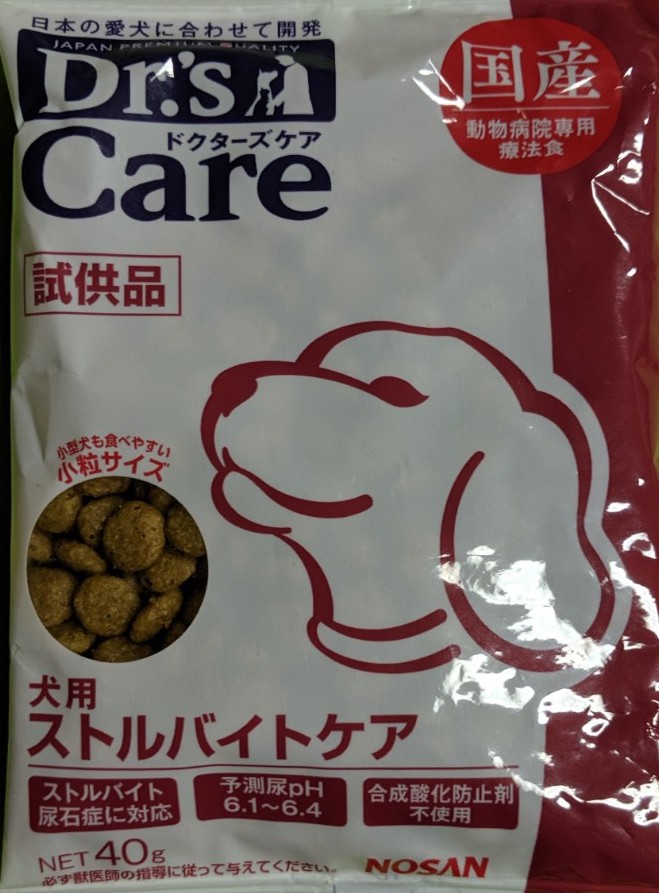 日本の愛犬に合わせて開発
JAPAN PREMIUM QUALITY
Dr.'s
ドクターズケア
Care
国産
動物病院専用
療法食
試供品
小型犬も食べやすい
小粒サイズ
犬用
ストルバイトケア
ストルバイト
尿石症に対応
予測尿pH
6.1～6.4
合成酸化防止剤
不使用
NET 40g
必ず獣医師の指導に従って与えてください。
NOSAN